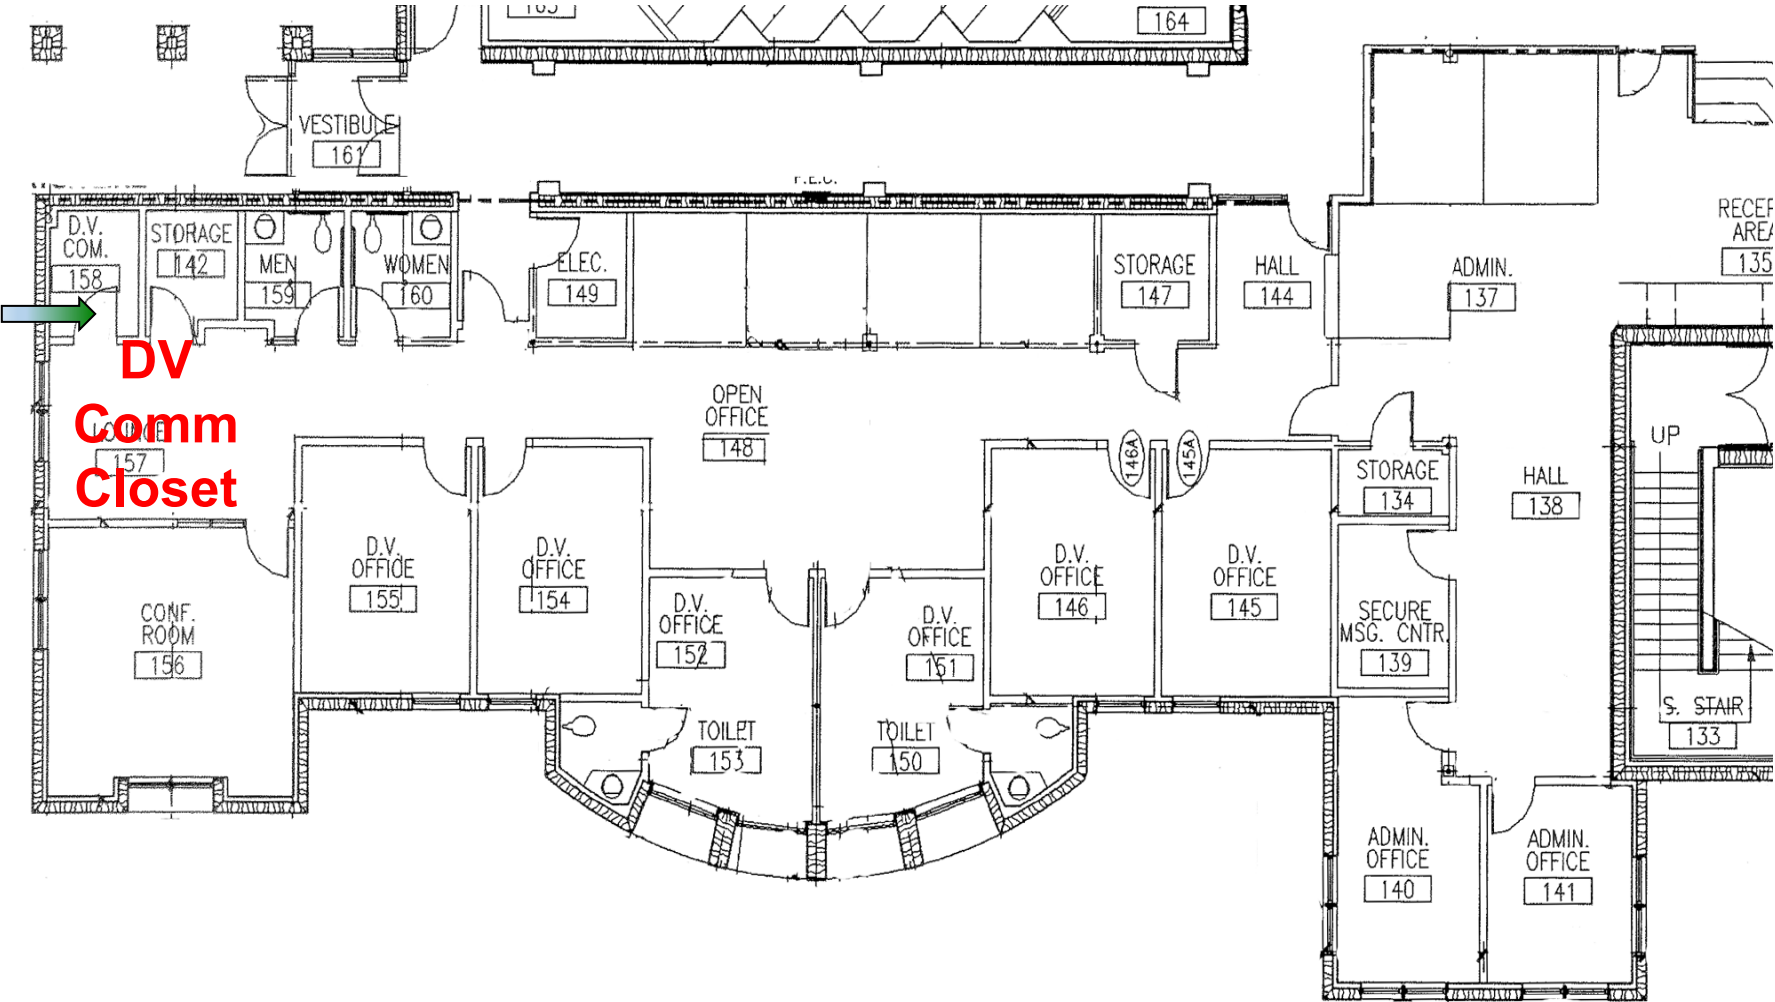 164
VESTIBULE
161
F.E.C.
D.V.
COM.
158
STORAGE
142
MEN
159
WOMEN
160
ELEC.
149
STORAGE
147
HALL
144
ADMIN.
137
RECEP
AREA
135
DV
Comm
Closet
LOUNGE
157
OPEN
OFFICE
148
146A
145A
STORAGE
134
HALL
138
UP
D.V.
OFFICE
155
D.V.
OFFICE
154
D.V.
OFFICE
152
D.V.
OFFICE
151
D.V.
OFFICE
146
D.V.
OFFICE
145
SECURE
MSG. CNTR.
139
CONF.
ROOM
156
TOILET
153
TOILET
150
S. STAIR
133
ADMIN.
OFFICE
140
ADMIN.
OFFICE
141